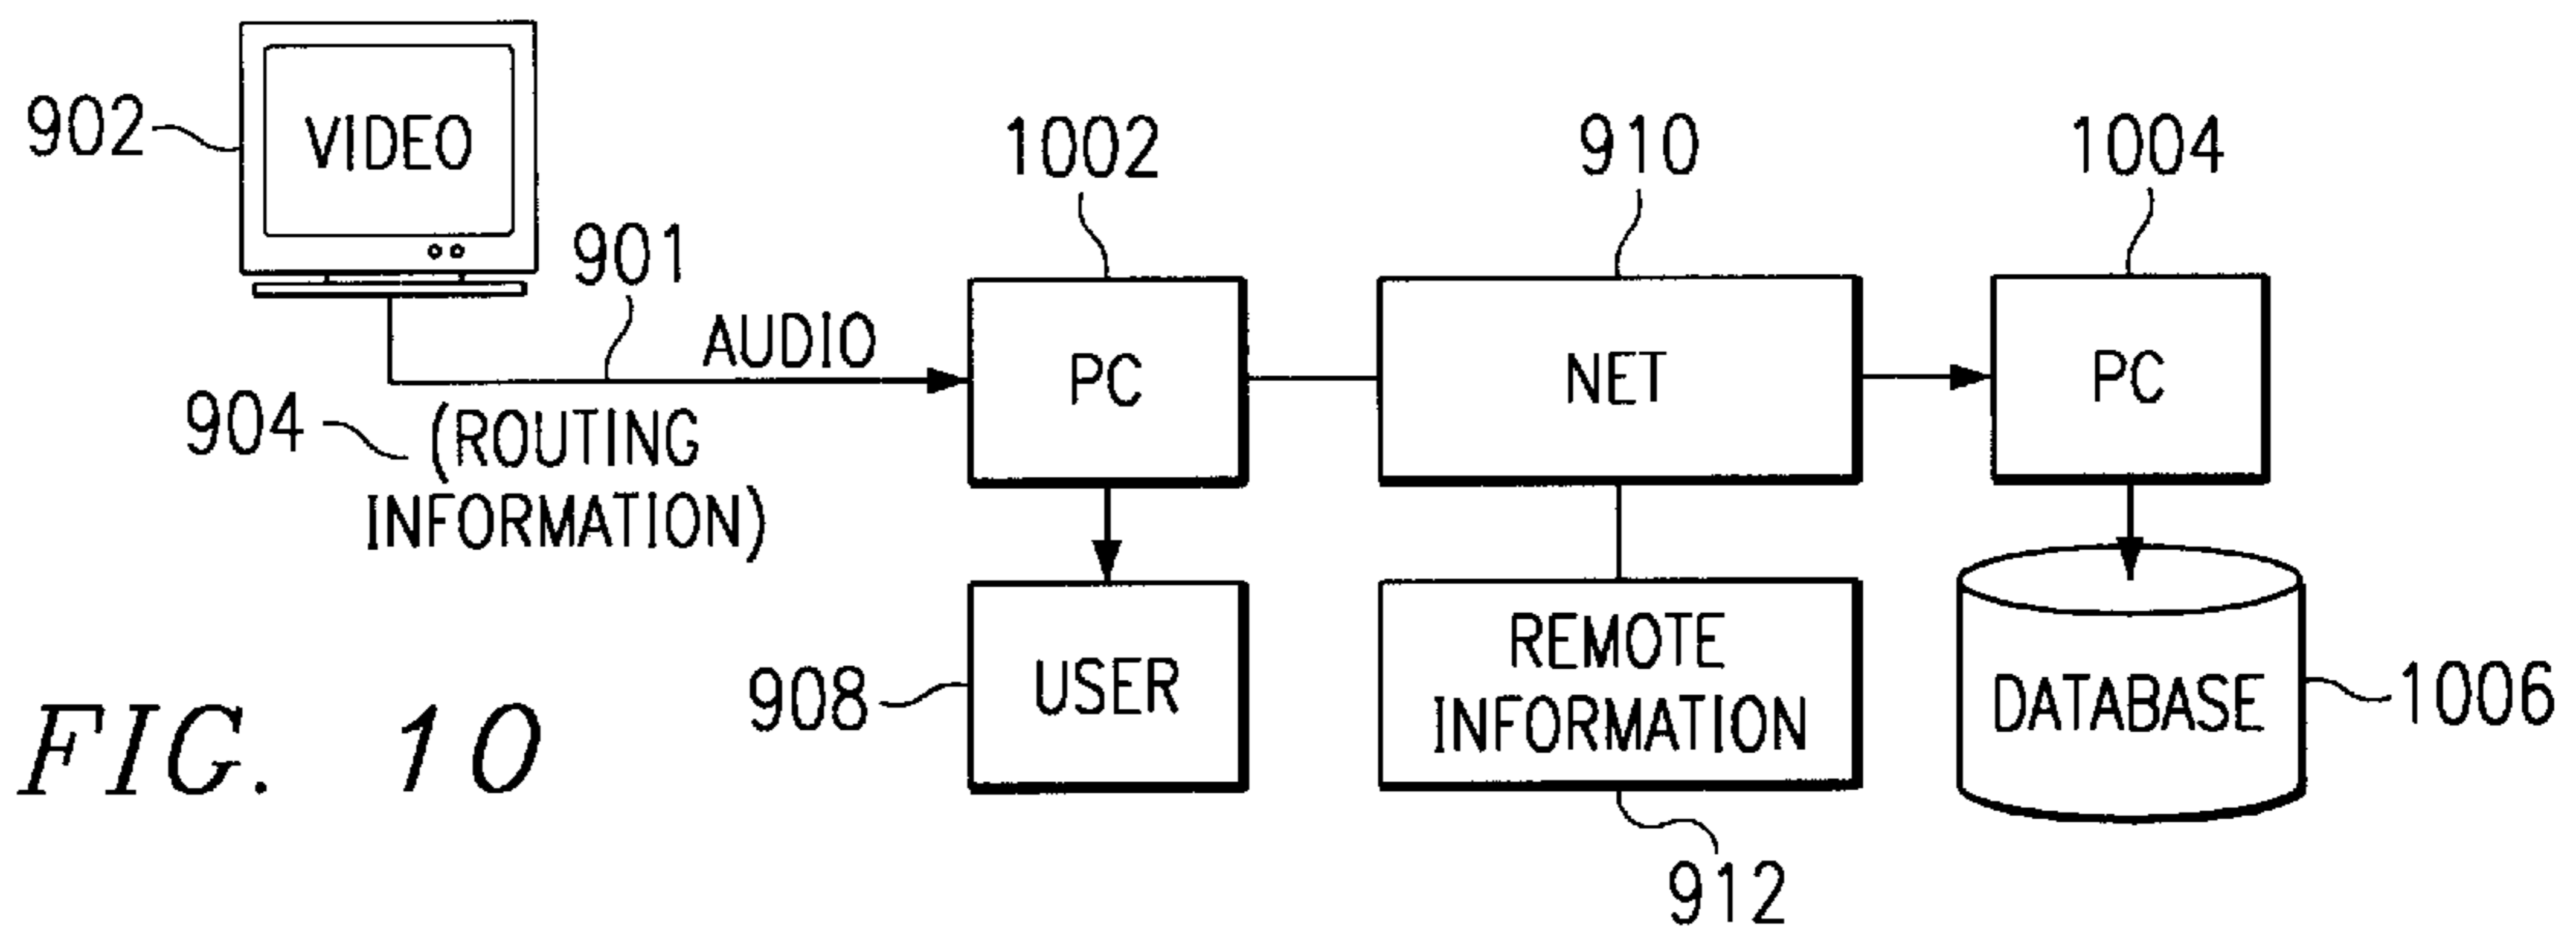 902
VIDEO
901
AUDIO
904
(ROUTING
INFORMATION)
1002
PC
910
NET
1004
PC
908
USER
REMOTE
INFORMATION
912
DATABASE
1006
FIG. 10